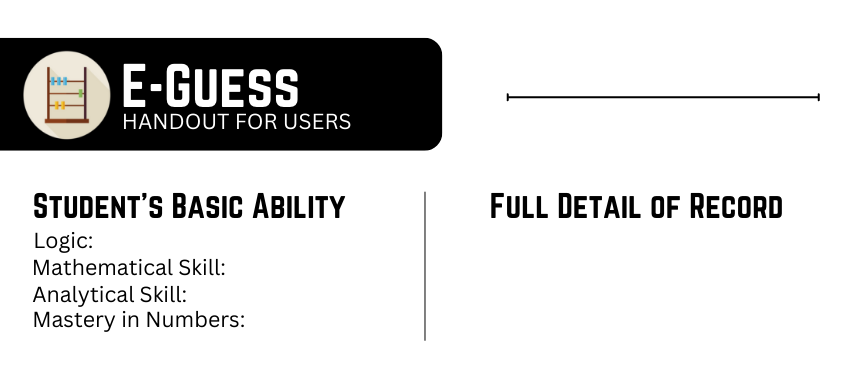 E-Guess
HANDOUT FOR USERS
Student's Basic Ability
Logic:
Mathematical Skill:
Analytical Skill:
Mastery in Numbers:
Full Detail of Record